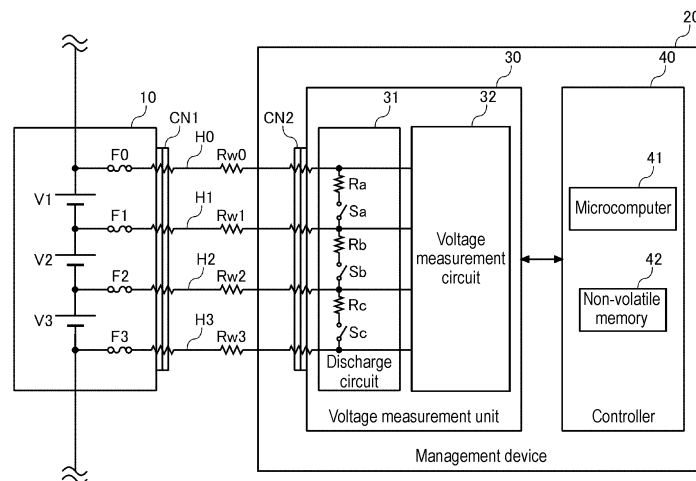 20
30
40
10
CN1
CN2
31
32
H0
F0
Rw0
Ra
41
V1
Sa
Microcomputer
F1
H1
Rw1
Rb
Voltage
measurement
circuit
V2
Sb
42
F2
H2
Rw2
Rc
Non-volatile
memory
V3
Sc
F3
H3
Rw3
Discharge
circuit
Voltage measurement unit
Controller
Management device